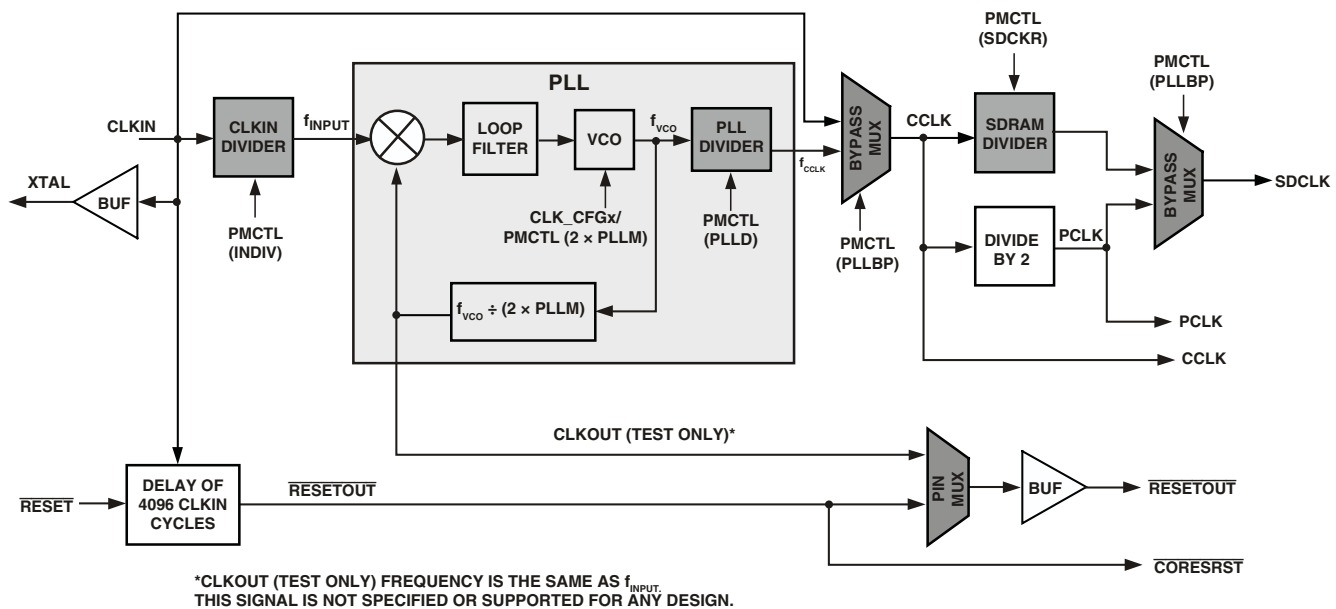 PMCTL
(SDCKR)
PMCTL
(PLLBP)
PLL
CLKIN
CLKIN
DIVIDER
fINPUT
LOOP
FILTER
VCO
fVCO
PLL
DIVIDER
fCCLK
BYPASS
MUX
CCLK
SDRAM
DIVIDER
BYPASS
MUX
SDCLK
XTAL
BUF
PMCTL
(INDIV)
CLK_CFGx/
PMCTL (2 × PLLM)
PMCTL
(PLLD)
PMCTL
(PLLBP)
DIVIDE
BY 2
PCLK
fVCO ÷ (2 × PLLM)
PCLK
CCLK
CLKOUT (TEST ONLY)*
RESET
DELAY OF
4096 CLKIN
CYCLES
RESETOUT
PIN
MUX
BUF
RESETOUT
CORESRST
*CLKOUT (TEST ONLY) FREQUENCY IS THE SAME AS fINPUT.
THIS SIGNAL IS NOT SPECIFIED OR SUPPORTED FOR ANY DESIGN.